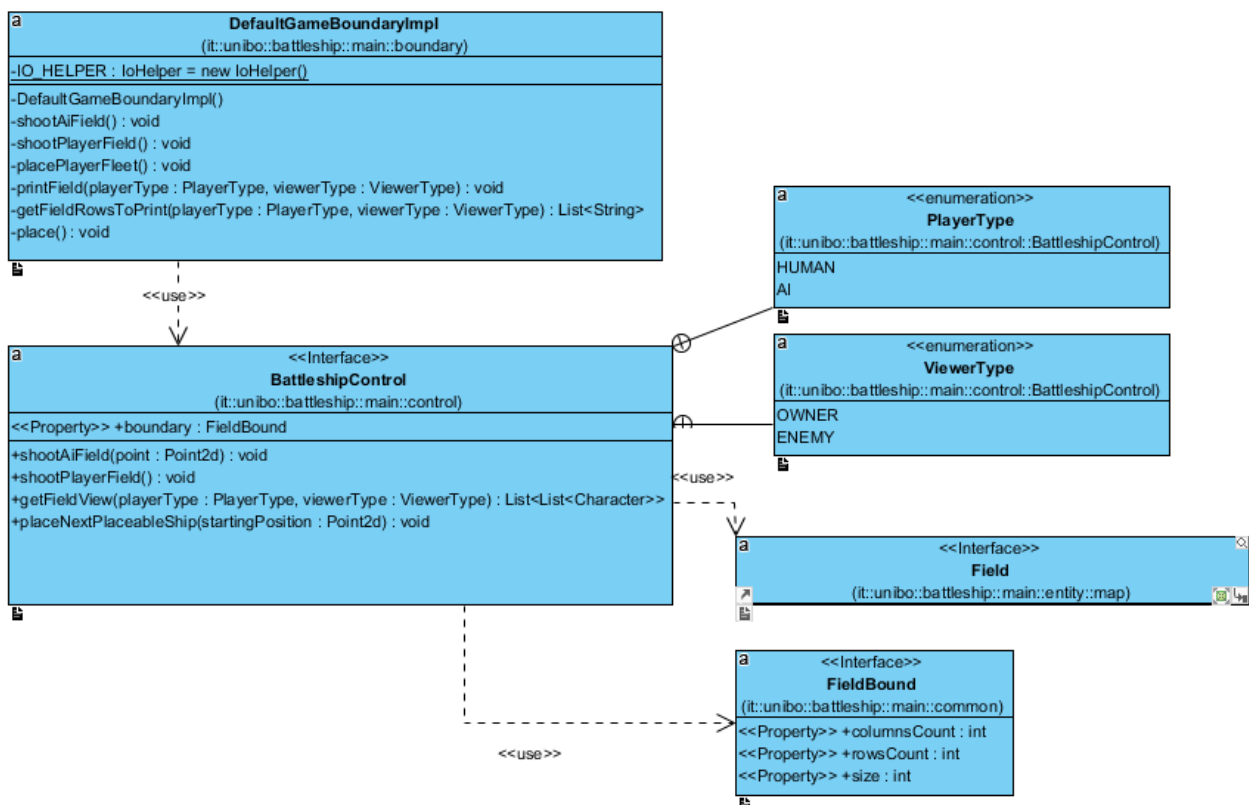 a
DefaultGameBoundaryImpl
(it::unibo::battleship::main::boundary)
-IO_HELPER : IoHelper = new IoHelper()
-DefaultGameBoundaryImpl()
-shootAiField() : void
-shootPlayerField() : void
-placePlayerFleet() : void
-printField(playerType : PlayerType, viewerType : ViewerType) : void
-getFieldRowsToPrint(playerType : PlayerType, viewerType : ViewerType) : List<String>
-place() : void
<<use>>
a
<<enumeration>>
PlayerType
(it::unibo::battleship::main::control::BattleshipControl)
HUMAN
AI
a
<<enumeration>>
ViewerType
(it::unibo::battleship::main::control::BattleshipControl)
OWNER
ENEMY
a
<<Interface>>
BattleshipControl
(it::unibo::battleship::main::control)
<<Property>> +boundary : FieldBound
+shootAiField(point : Point2d) : void
+shootPlayerField() : void
+getFieldView(playerType : PlayerType, viewerType : ViewerType) : List<List<Character>>
+placeNextPlaceableShip(startingPosition : Point2d) : void
<<use>>
a
<<Interface>>
Field
(it::unibo::battleship::main::entity::map)
<<use>>
a
<<Interface>>
FieldBound
(it::unibo::battleship::main::common)
<<Property>> +columnsCount : int
<<Property>> +rowsCount : int
<<Property>> +size : int